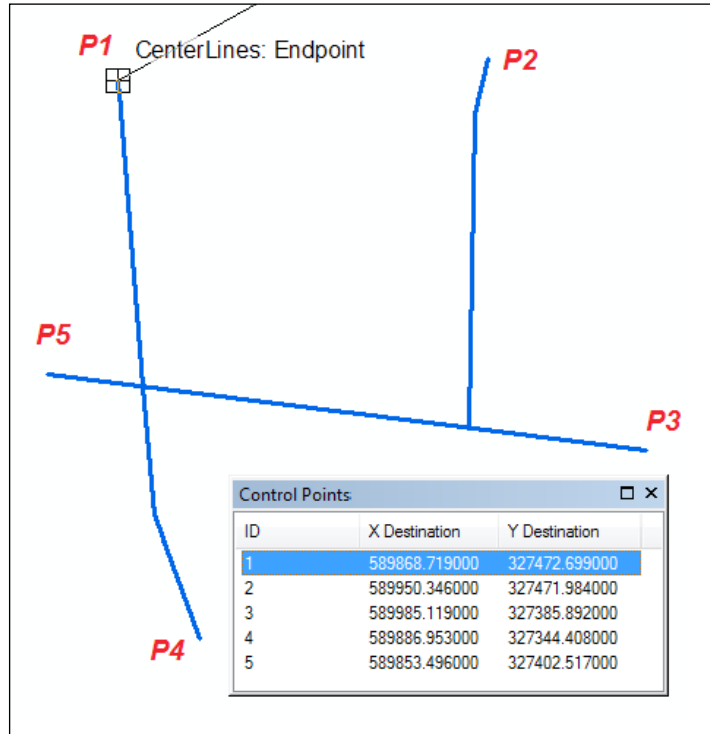 P1 CenterLines: Endpoint
P2
P5
P3
P4
Control Points
ID X Destination Y Destination
1 589868.719000 327472.699000
2 589950.346000 327471.984000
3 589985.119000 327385.892000
4 589886.953000 327344.408000
5 589853.496000 327402.517000